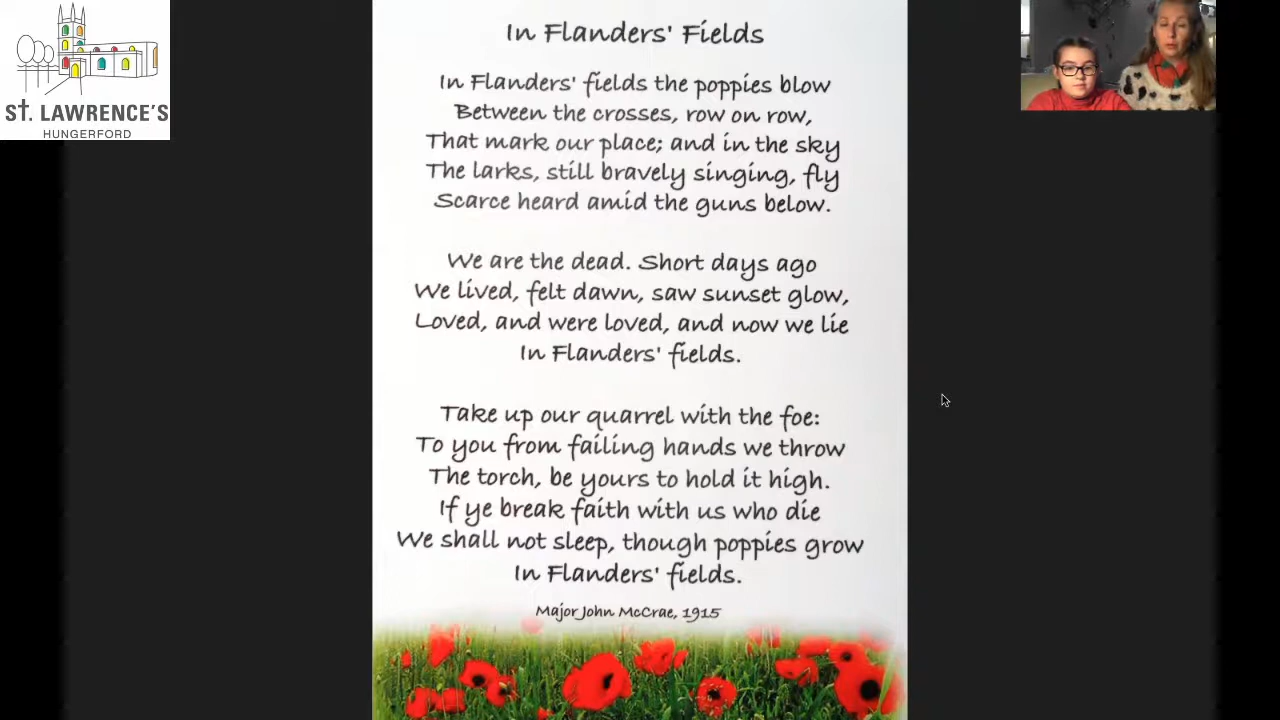 ST. LAWRENCE'S
HUNGERFORD
In Flanders' Fields
In Flanders' fields the poppies blow
Between the crosses, row on row,
That mark our place; and in the sky
The larks, still bravely singing, fly
Scarce heard amid the guns below.
We are the dead. Short days ago
We lived, felt dawn, saw sunset glow,
Loved, and were loved, and now we lie
In Flanders' fields.
Take up our quarrel with the foe:
To you from failing hands we throw
The torch, be yours to hold it high.
If ye break faith with us who die
We shall not sleep, though poppies grow
In Flanders' fields.
Major John McCrae, 1915